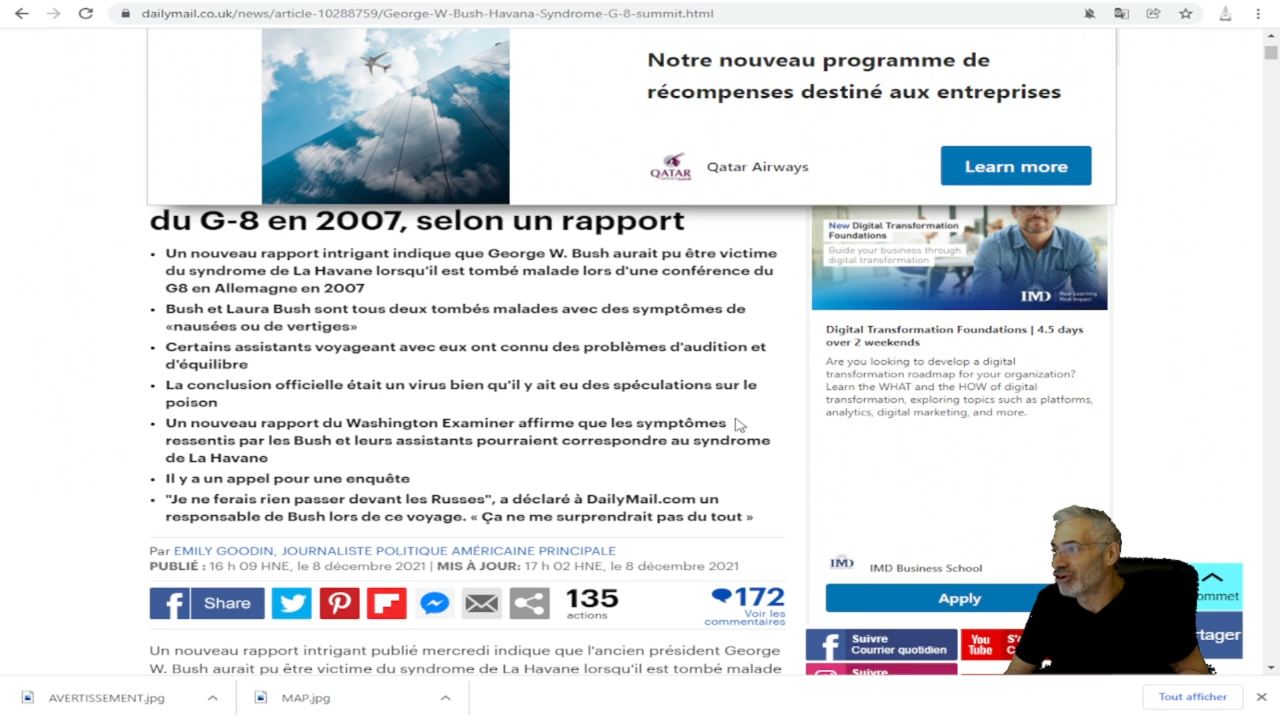 dailymail.co.uk/news/article-10288759/George-W-Bush-Havana-Syndrome-G-8-summit.html
Notre nouveau programme de
récompenses destiné aux entreprises
QATAR
Qatar Airways
Learn more
du G-8 en 2007, selon un rapport
• Un nouveau rapport intrigant indique que George W. Bush aurait pu être victime
du syndrome de La Havane lorsqu'il est tombé malade lors d'une conférence du
G8 en Allemagne en 2007
• Bush et Laura Bush sont tous deux tombés malades avec des symptômes de
«nausées ou de vertiges»
• Certains assistants voyageant avec eux ont connu des problèmes d'audition et
d'équilibre
• La conclusion officielle était un virus bien qu'il y ait eu des spéculations sur le
poison
• Un nouveau rapport du Washington Examiner affirme que les symptômes
ressentis par les Bush et leurs assistants pourraient correspondre au syndrome
de La Havane
• Il y a un appel pour une enquête
• "Je ne ferais rien passer devant les Russes", a déclaré à DailyMail.com un
responsable de Bush lors de ce voyage. « Ça ne me surprendrait pas du tout »
Par EMILY GOODIN, JOURNALISTE POLITIQUE AMÉRICAINE PRINCIPALE
PUBLIÉ : 16 h 09 HNE, le 8 décembre 2021 | MIS À JOUR: 17 h 02 HNE, le 8 décembre 2021
Share
135
actions
172
Voir les
commentaires
Un nouveau rapport intrigant publié mercredi indique que l'ancien président George
W. Bush aurait pu être victime du syndrome de La Havane lorsqu'il est tombé malade
New Digital Transformation
Foundations
Guide your business through
digital transformation
IMD
Real Learning
Real Impact
Digital Transformation Foundations | 4.5 days
over 2 weekends
Are you looking to develop a digital
transformation roadmap for your organization?
Learn the WHAT and the HOW of digital
transformation, exploring topics such as platforms,
analytics, digital marketing, and more.
IMD
IMD Business School
Apply
Suivre
Courrier quotidien
You
Tube
Suivre
ommet
rtager
AVERTISSEMENT.jpg
MAP.jpg
Tout afficher